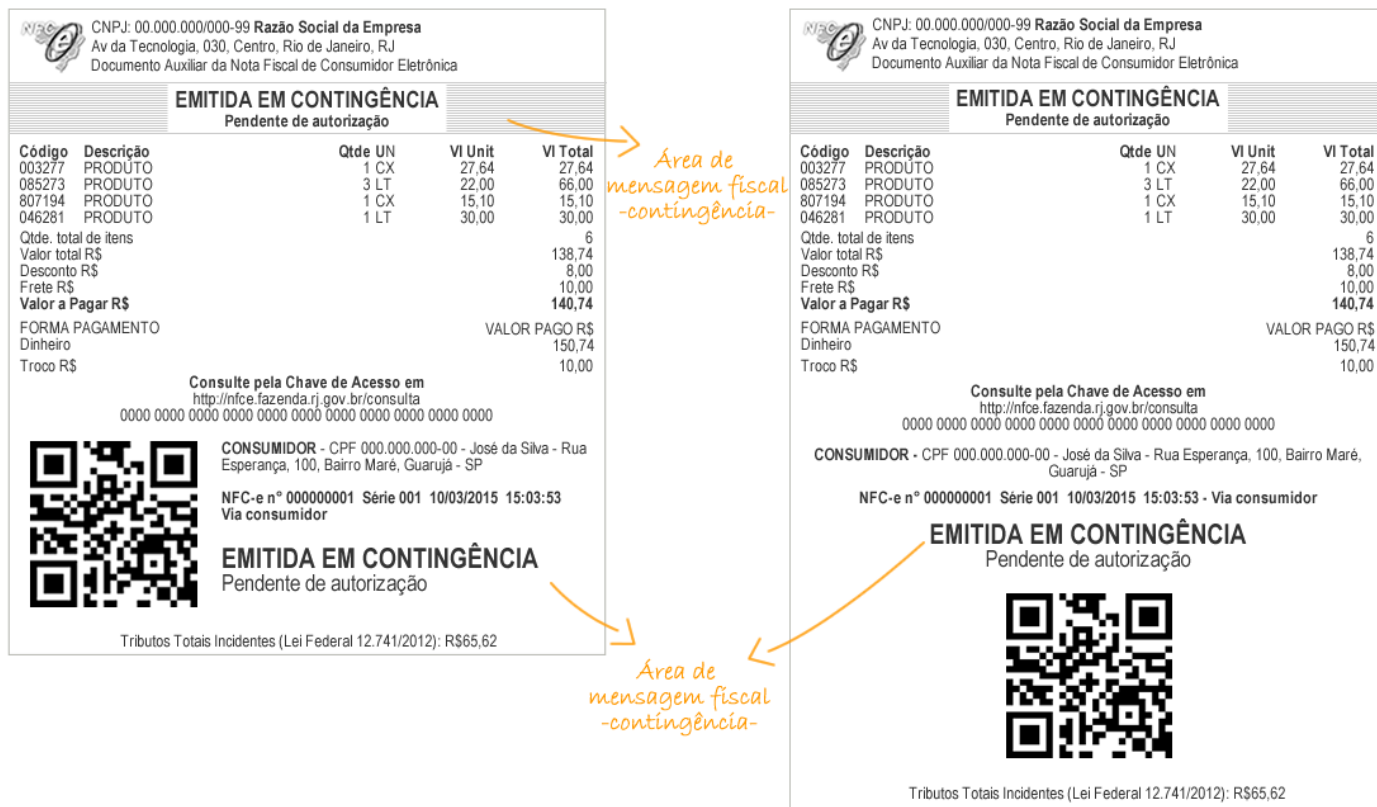 NFC e
CNPJ: 00.000.000/000-99 Razão Social da Empresa
Av da Tecnologia, 030, Centro, Rio de Janeiro, RJ
Documento Auxiliar da Nota Fiscal de Consumidor Eletrônica
EMITIDA EM CONTINGÊNCIA
Pendente de autorização
Código Descrição Qtde UN Vl Unit Vl Total
003277 PRODUTO 1 CX 27,64 27,64
085273 PRODUTO 3 LT 22,00 66,00
807194 PRODUTO 1 CX 15,10 15,10
046281 PRODUTO 1 LT 30,00 30,00
Qtde. total de itens 6
Valor total R$ 138,74
Desconto R$ 8,00
Frete R$ 10,00
Valor a Pagar R$ 140,74
FORMA PAGAMENTO VALOR PAGO R$
Dinheiro 150,74
Troco R$ 10,00
Consulte pela Chave de Acesso em
http://nfce.fazenda.rj.gov.br/consulta
0000 0000 0000 0000 0000 0000 0000 0000 0000 0000 0000
CONSUMIDOR - CPF 000.000.000-00 - José da Silva - Rua
Esperança, 100, Bairro Maré, Guarujá - SP
NFC-e n° 000000001 Série 001 10/03/2015 15:03:53
Via consumidor
EMITIDA EM CONTINGÊNCIA
Pendente de autorização
Tributos Totais Incidentes (Lei Federal 12.741/2012): R$65,62
Área de
mensagem fiscal
-contingência-
Área de
mensagem fiscal
-contingência-
NFC e
CNPJ: 00.000.000/000-99 Razão Social da Empresa
Av da Tecnologia, 030, Centro, Rio de Janeiro, RJ
Documento Auxiliar da Nota Fiscal de Consumidor Eletrônica
EMITIDA EM CONTINGÊNCIA
Pendente de autorização
Código Descrição Qtde UN Vl Unit Vl Total
003277 PRODUTO 1 CX 27,64 27,64
085273 PRODUTO 3 LT 22,00 66,00
807194 PRODUTO 1 CX 15,10 15,10
046281 PRODUTO 1 LT 30,00 30,00
Qtde. total de itens 6
Valor total R$ 138,74
Desconto R$ 8,00
Frete R$ 10,00
Valor a Pagar R$ 140,74
FORMA PAGAMENTO VALOR PAGO R$
Dinheiro 150,74
Troco R$ 10,00
Consulte pela Chave de Acesso em
http://nfce.fazenda.rj.gov.br/consulta
0000 0000 0000 0000 0000 0000 0000 0000 0000 0000 0000
CONSUMIDOR - CPF 000.000.000-00 - José da Silva - Rua Esperança, 100, Bairro Maré,
Guarujá - SP
NFC-e n° 000000001 Série 001 10/03/2015 15:03:53 - Via consumidor
EMITIDA EM CONTINGÊNCIA
Pendente de autorização
Tributos Totais Incidentes (Lei Federal 12.741/2012): R$65,62